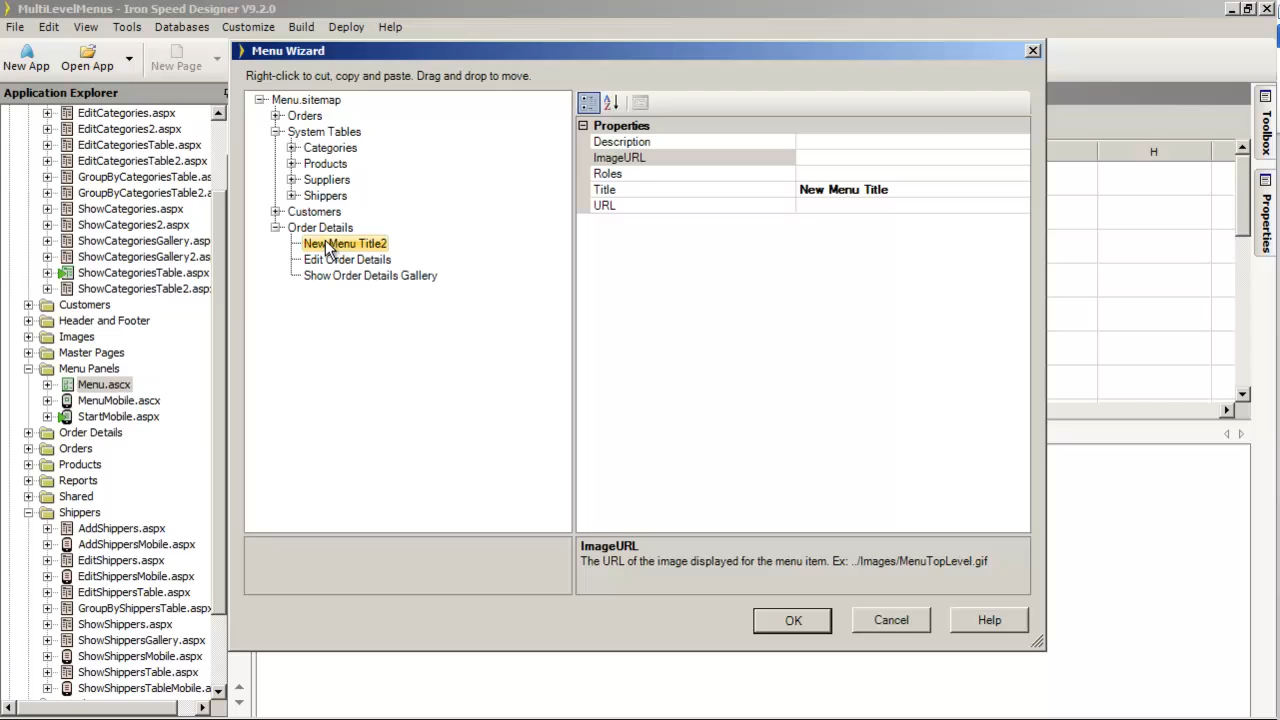 MultiLevelMenus - Iron Speed Designer V9.2.0
File Edit View Tools Databases Customize Build Deploy Help
New App Open App New Page
Application Explorer
EditCategories.aspx
EditCategories2.aspx
EditCategoriesTable.aspx
EditCategoriesTable2.aspx
GroupByCategoriesTable.as
GroupByCategoriesTable2.a
ShowCategories.aspx
ShowCategories2.aspx
ShowCategoriesGallery.asp
ShowCategoriesGallery2.as
ShowCategoriesTable.aspx
ShowCategoriesTable2.asp
Customers
Header and Footer
Images
Master Pages
Menu Panels
Menu.ascx
MenuMobile.ascx
StartMobile.aspx
Order Details
Orders
Products
Reports
Shared
Shippers
AddShippers.aspx
AddShippersMobile.aspx
EditShippers.aspx
EditShippersMobile.aspx
EditShippersTable.aspx
GroupByShippersTable.aspx
ShowShippers.aspx
ShowShippersGallery.aspx
ShowShippersMobile.aspx
ShowShippersTable.aspx
ShowShippersTableMobile.a
Menu Wizard
Right-click to cut, copy and paste. Drag and drop to move.
Menu.sitemap
Orders
System Tables
Categories
Products
Suppliers
Shippers
Customers
Order Details
New Menu Title2
Edit Order Details
Show Order Details Gallery
Properties
Description
ImageURL
Roles
Title New Menu Title
URL
ImageURL
The URL of the image displayed for the menu item. Ex: ../Images/MenuTopLevel.gif
OK Cancel Help
H
Toolbox
Properties